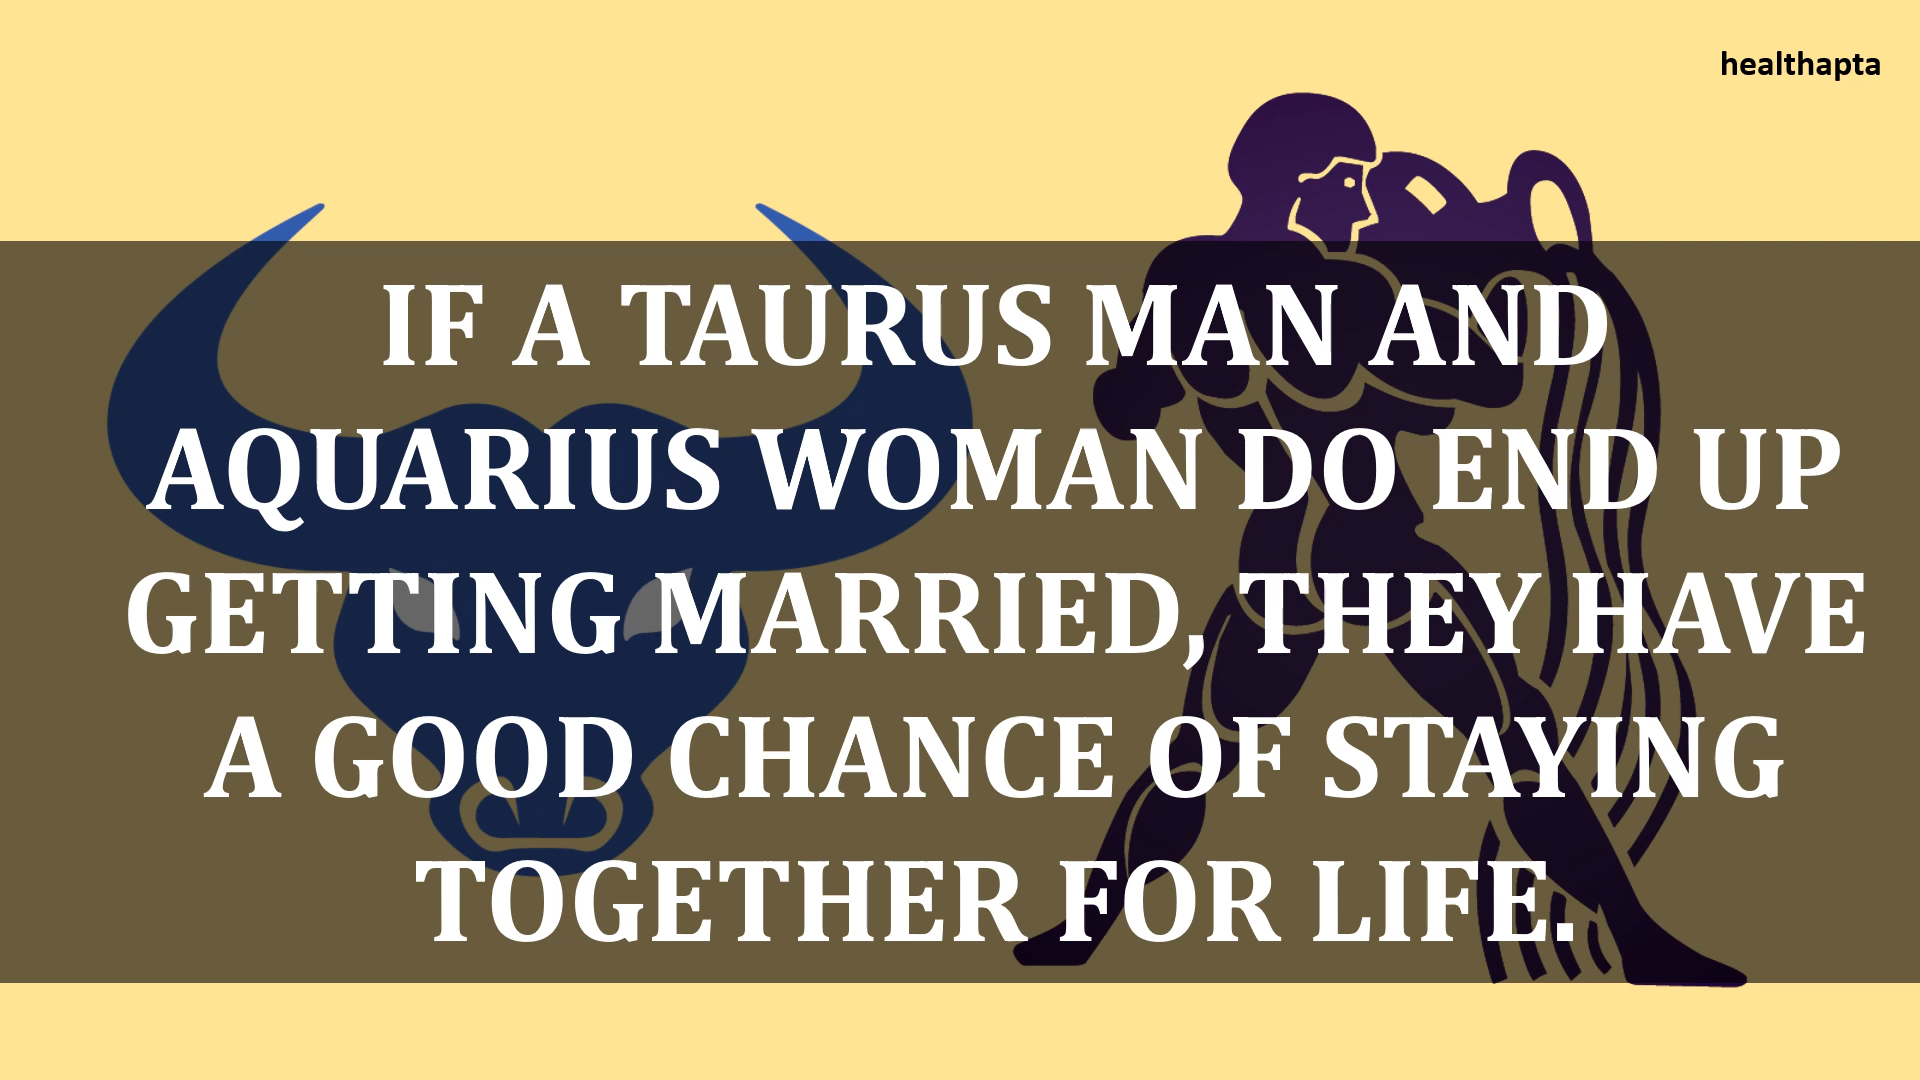 healthapta
IF A TAURUS MAN AND
AQUARIUS WOMAN DO END UP
GETTING MARRIED, THEY HAVE
A GOOD CHANCE OF STAYING
TOGETHER FOR LIFE.